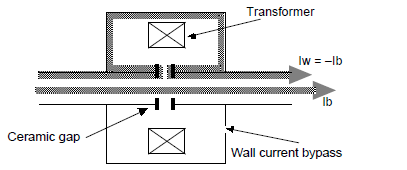 Transformer
Iw = –Ib
Ib
Ceramic gap
Wall current bypass